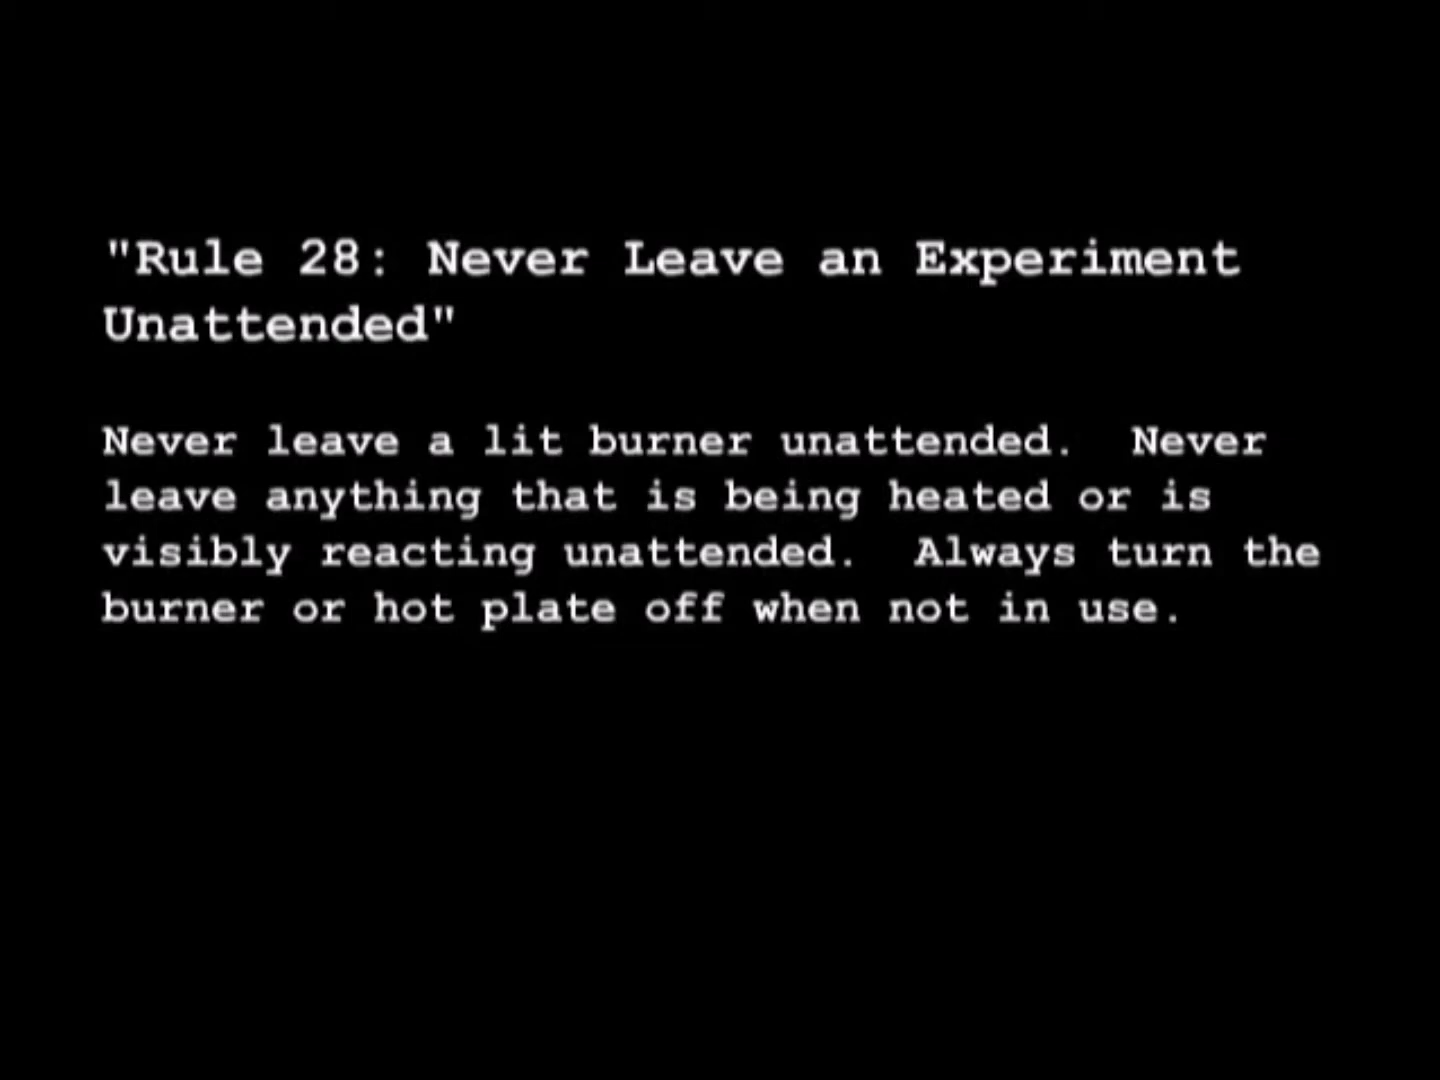 "Rule 28: Never Leave an Experiment
Unattended"
Never leave a lit burner unattended.  Never
leave anything that is being heated or is
visibly reacting unattended.  Always turn the
burner or hot plate off when not in use.